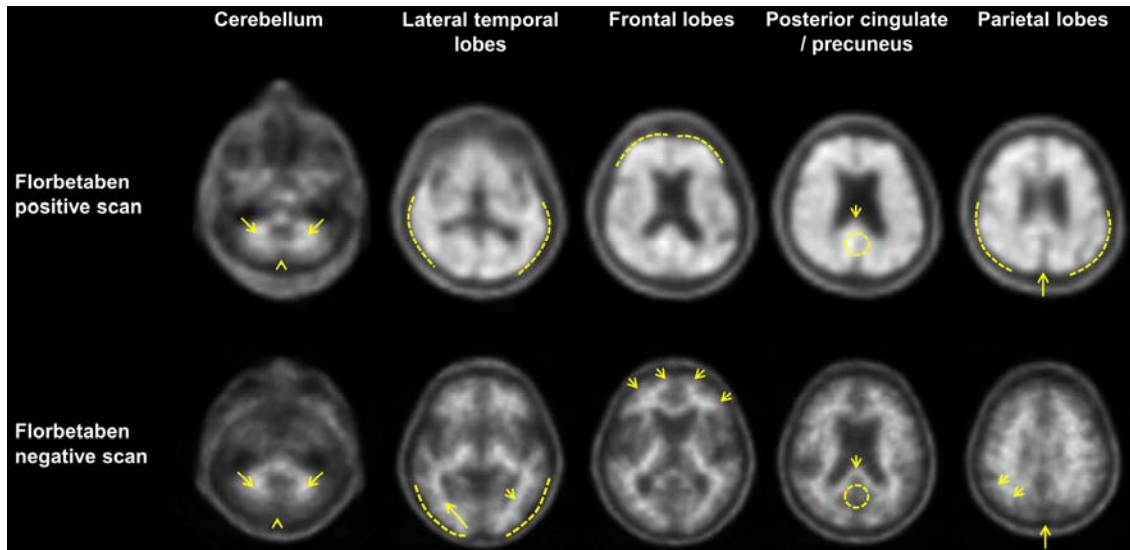 Cerebellum
Lateral temporal
lobes
Frontal lobes
Posterior cingulate
/ precuneus
Parietal lobes
Florbetaben
positive scan
Florbetaben
negative scan